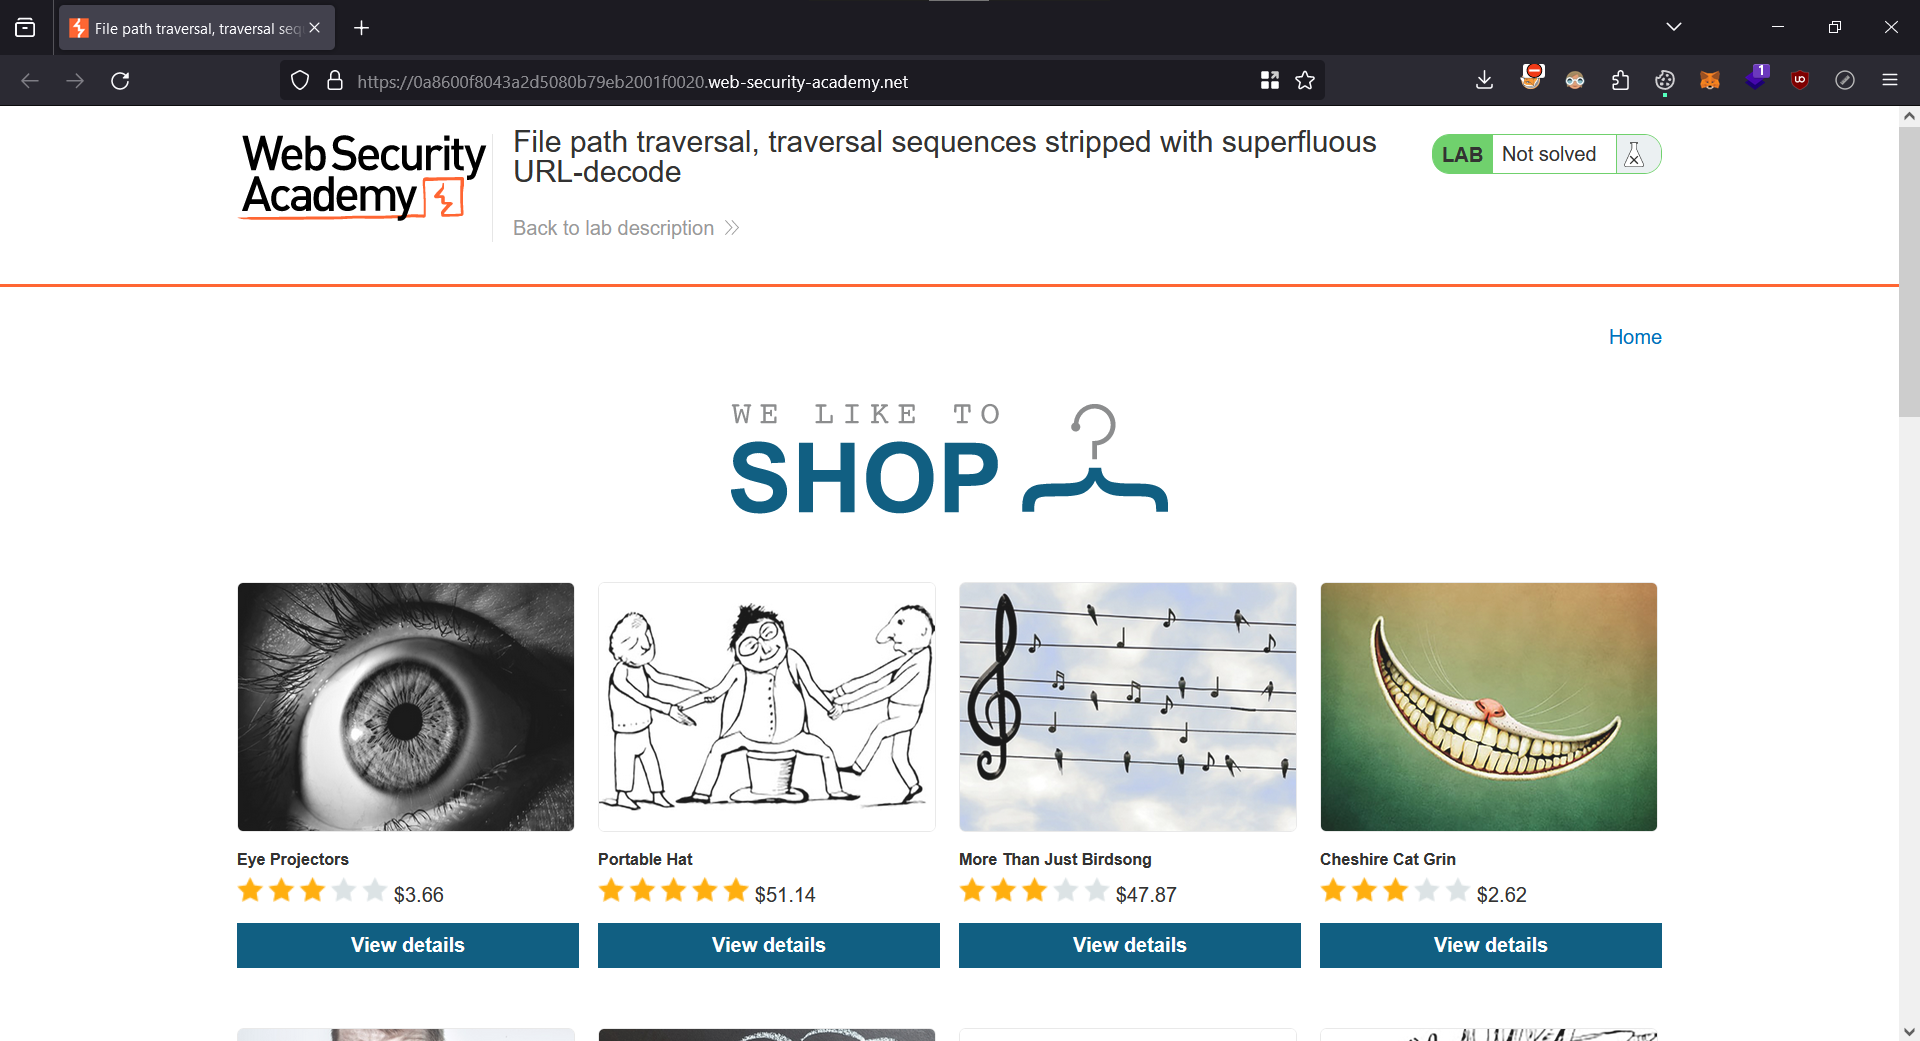 File path traversal, traversal seq
https://0a8600f8043a2d5080b79eb2001f0020.web-security-academy.net
1
Web Security
Academy
File path traversal, traversal sequences stripped with superfluous
URL-decode
Back to lab description
LAB Not solved
Home
WE LIKE TO
SHOP
Eye Projectors
$3.66
View details
Portable Hat
$51.14
View details
More Than Just Birdsong
$47.87
View details
Cheshire Cat Grin
$2.62
View details